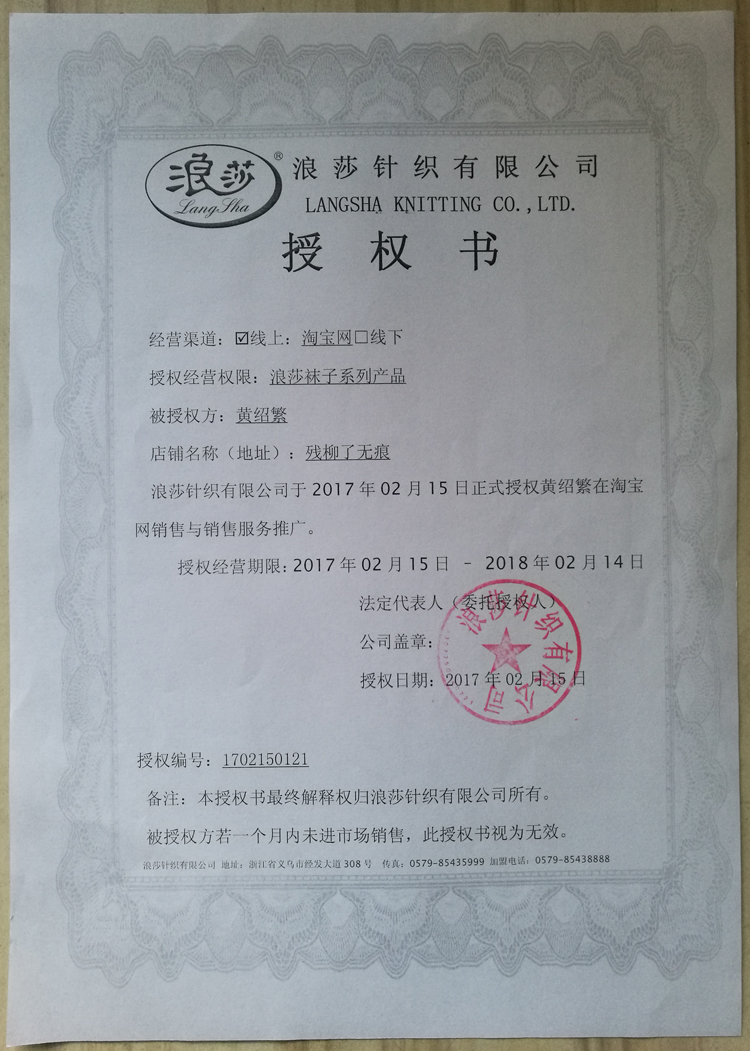 浪莎®
LangSha
浪莎针织有限公司
LANGSHA KNITTING CO.,LTD.
授权书
经营渠道：☑线上：淘宝网☐线下
授权经营权限：浪莎袜子系列产品
被授权方：黄绍繁
店铺名称（地址）：残柳了无痕
浪莎针织有限公司于2017年02月15日正式授权黄绍繁在淘宝
网销售与销售服务推广。
授权经营期限：2017年02月15日 - 2018年02月14日
法定代表人（委托授权人）
公司盖章：
授权日期：2017年02月15日
浪莎针织有限公司
授权编号：1702150121
备注：本授权书最终解释权归浪莎针织有限公司所有。
被授权方若一个月内未进市场销售，此授权书视为无效。
浪莎针织有限公司 地址：浙江省义乌市经发大道308号 传真：0579-85435999 加盟电话：0579-85438888